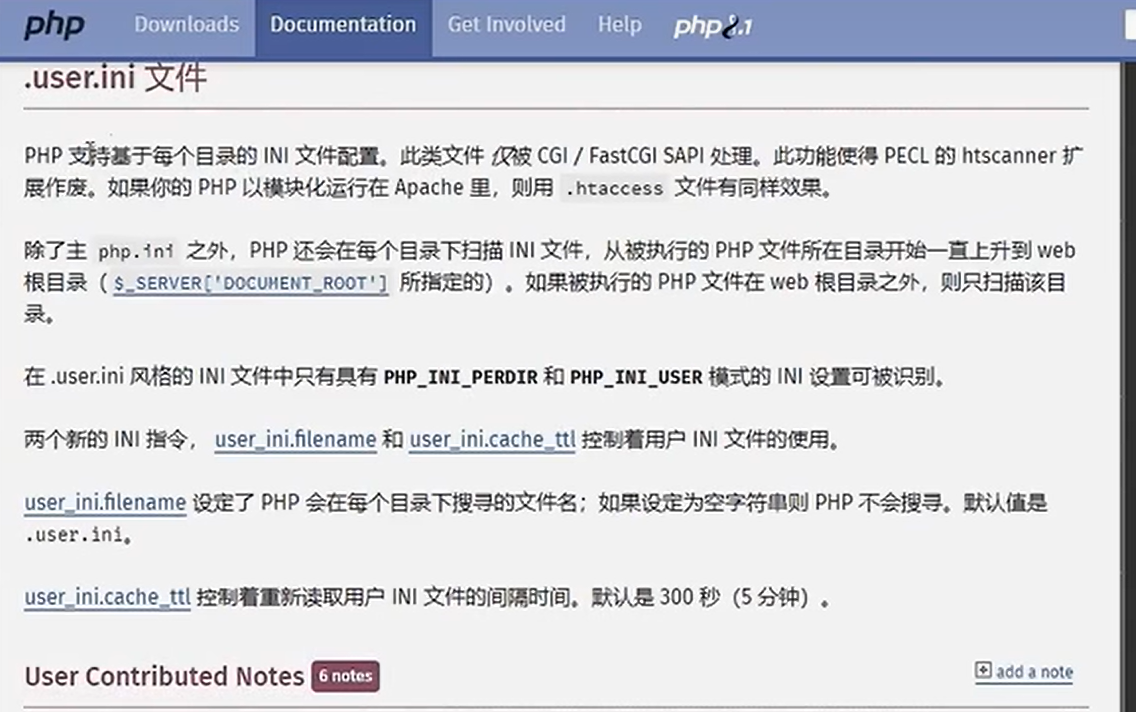 php Downloads Documentation Get Involved Help php8.1
.user.ini 文件
PHP 支持基于每个目录的 INI 文件配置。此类文件 仅被 CGI / FastCGI SAPI 处理。此功能使得 PECL 的 htscanner 扩
展作废。如果你的 PHP 以模块化运行在 Apache 里，则用 .htaccess 文件有同样效果。
除了主 php.ini 之外，PHP 还会在每个目录下扫描 INI 文件，从被执行的 PHP 文件所在目录开始一直上升到 web
根目录（$_SERVER['DOCUMENT_ROOT'] 所指定的）。如果被执行的 PHP 文件在 web 根目录之外，则只扫描该目
录。
在 .user.ini 风格的 INI 文件中只有具有 PHP_INI_PERDIR 和 PHP_INI_USER 模式的 INI 设置可被识别。
两个新的 INI 指令， user_ini.filename 和 user_ini.cache_ttl 控制着用户 INI 文件的使用。
user_ini.filename 设定了 PHP 会在每个目录下搜寻的文件名；如果设定为空字符串则 PHP 不会搜寻。默认值是
.user.ini。
user_ini.cache_ttl 控制着重新读取用户 INI 文件的间隔时间。默认是 300 秒（5 分钟）。
User Contributed Notes 6 notes add a note